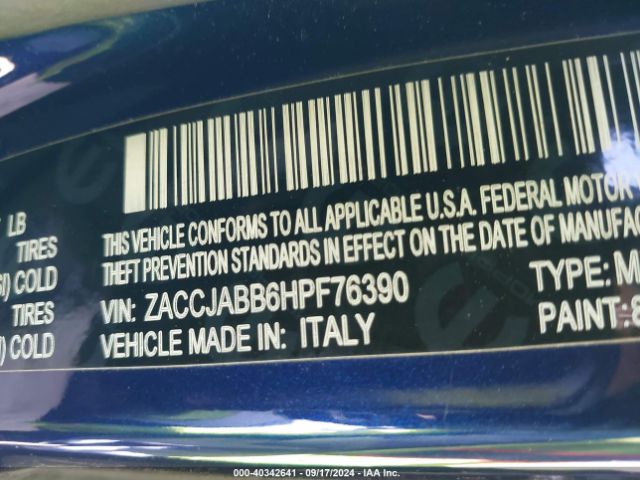 LB
TIRES
COLD
TIRES
COLD
THIS VEHICLE CONFORMS TO ALL APPLICABLE U.S.A. FEDERAL MOTOR
THEFT PREVENTION STANDARDS IN EFFECT ON THE DATE OF MANUFAC
VIN: ZACCJABB6HPF76390 TYPE: M
VEHICLE MADE IN: ITALY PAINT:
000-40342641 - 09/17/2024 - IAA Inc.